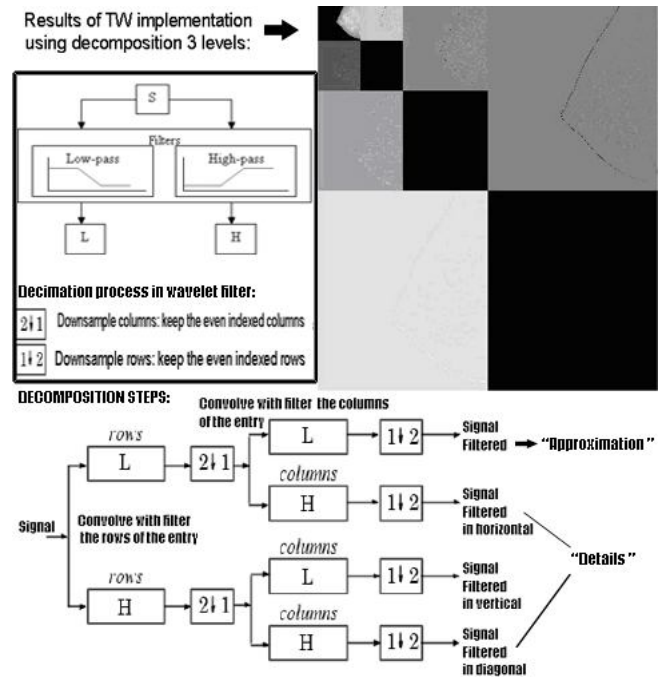 Results of TW implementation
using decomposition 3 levels:
S
Filters
Low-pass
High-pass
L
H
Decimation process in wavelet filter:
2↓1
Downsample columns: keep the even indexed columns
1↓2
Downsample rows: keep the even indexed rows
DECOMPOSITION STEPS:
Convolve with filter the columns
of the entry
rows
L
2↓1
L
1↓2
Signal
Filtered
"Approximation"
columns
H
1↓2
Signal
Filtered
in horizontal
Signal
Convolve with filter
the rows of the entry
"Details"
rows
H
2↓1
columns
L
1↓2
Signal
Filtered
in vertical
columns
H
1↓2
Signal
Filtered
in diagonal